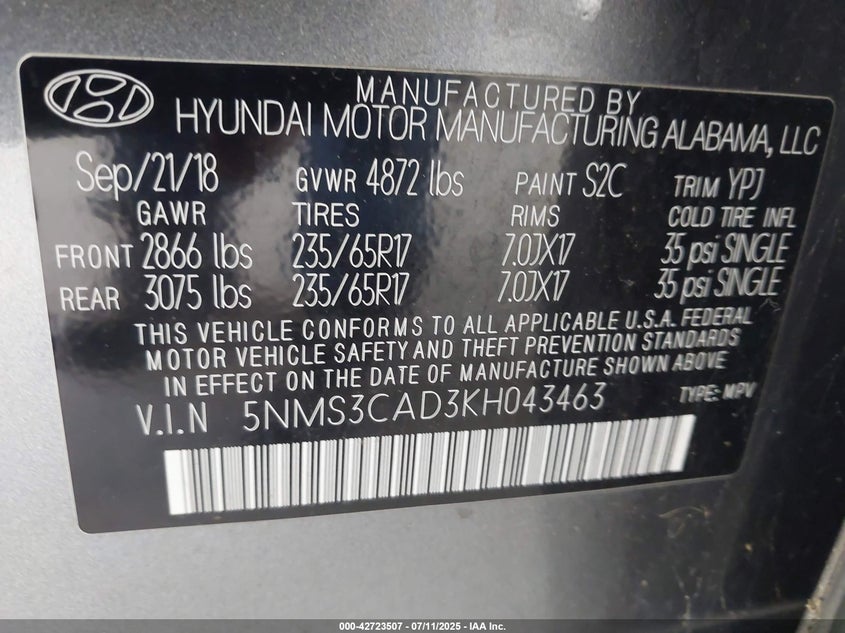 MANUFACTURED BY
HYUNDAI MOTOR MANUFACTURING ALABAMA, LLC
Sep/21/18 GVWR 4872 lbs PAINT S2C TRIM YPJ
GAWR TIRES RIMS COLD TIRE INFL
FRONT 2866 lbs 235/65R17 7.0JX17 35 psi SINGLE
REAR 3075 lbs 235/65R17 7.0JX17 35 psi SINGLE
THIS VEHICLE CONFORMS TO ALL APPLICABLE U.S.A. FEDERAL
MOTOR VEHICLE SAFETY AND THEFT PREVENTION STANDARDS
IN EFFECT ON THE DATE OF MANUFACTURE SHOWN ABOVE
V.I.N 5NMS3CAD3KH043463 TYPE: MPV
000-42723507 - 07/11/2025 - IAA Inc.